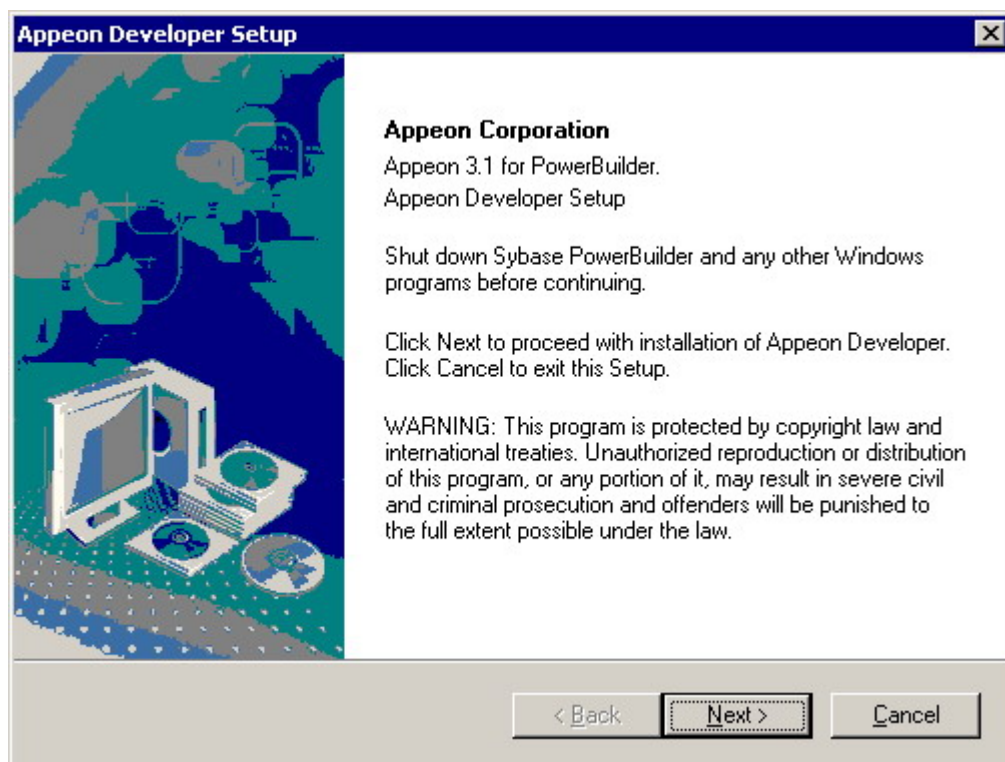 Appeon Developer Setup
Appeon Corporation
Appeon 3.1 for PowerBuilder.
Appeon Developer Setup
Shut down Sybase PowerBuilder and any other Windows
programs before continuing.
Click Next to proceed with installation of Appeon Developer.
Click Cancel to exit this Setup.
WARNING: This program is protected by copyright law and
international treaties. Unauthorized reproduction or distribution
of this program, or any portion of it, may result in severe civil
and criminal prosecution and offenders will be punished to
the full extent possible under the law.
< Back
Next >
Cancel